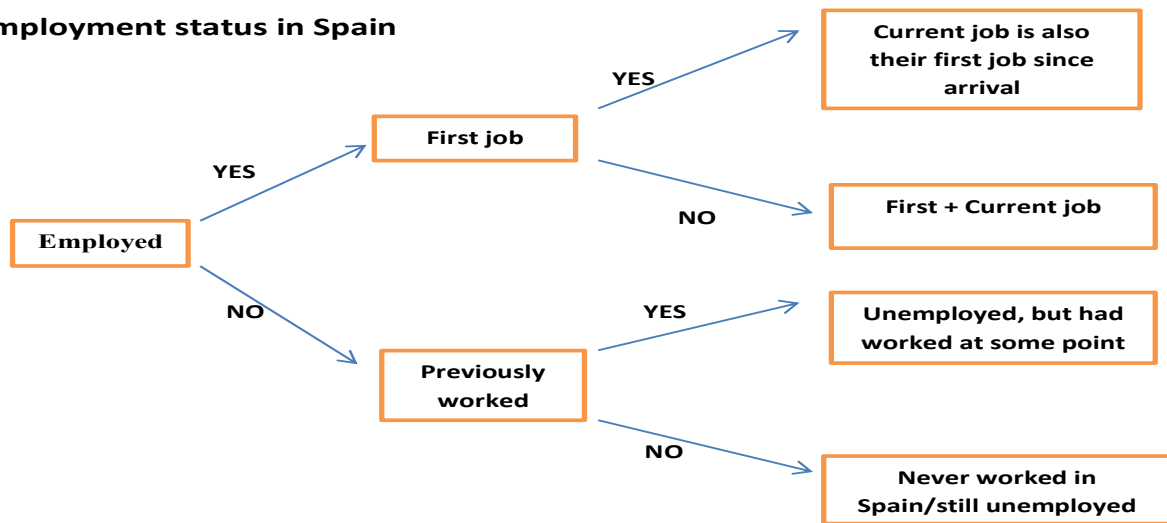 mployment status in Spain
Current job is also
their first job since
arrival
YES
First job
YES
NO
First + Current job
Employed
NO
YES
Unemployed, but had
worked at some point
Previously
worked
NO
Never worked in
Spain/still unemployed